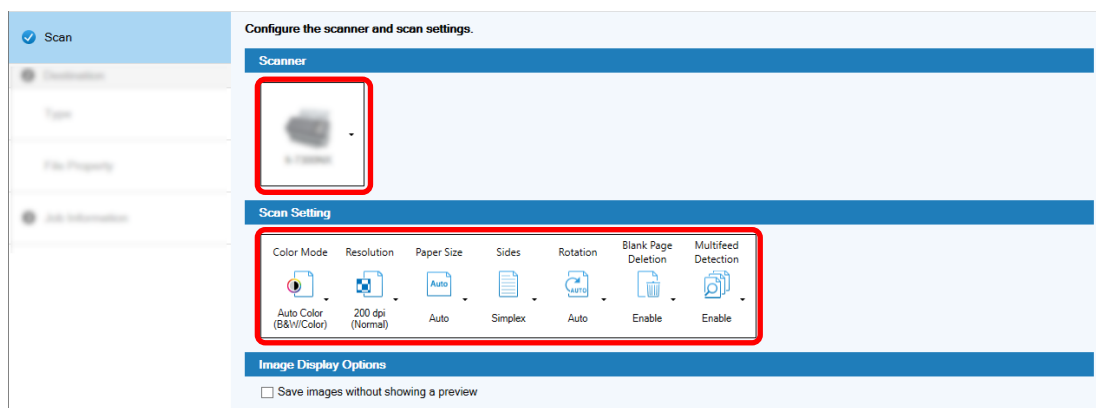 Scan
Configure the scanner and scan settings.
Scanner
Scan Setting
Color Mode Resolution Paper Size Sides Rotation Blank Page Deletion Multifeed Detection
Auto
AUTO
Auto Color (B&W/Color) 200 dpi (Normal) Auto Simplex Auto Enable Enable
Image Display Options
Save images without showing a preview